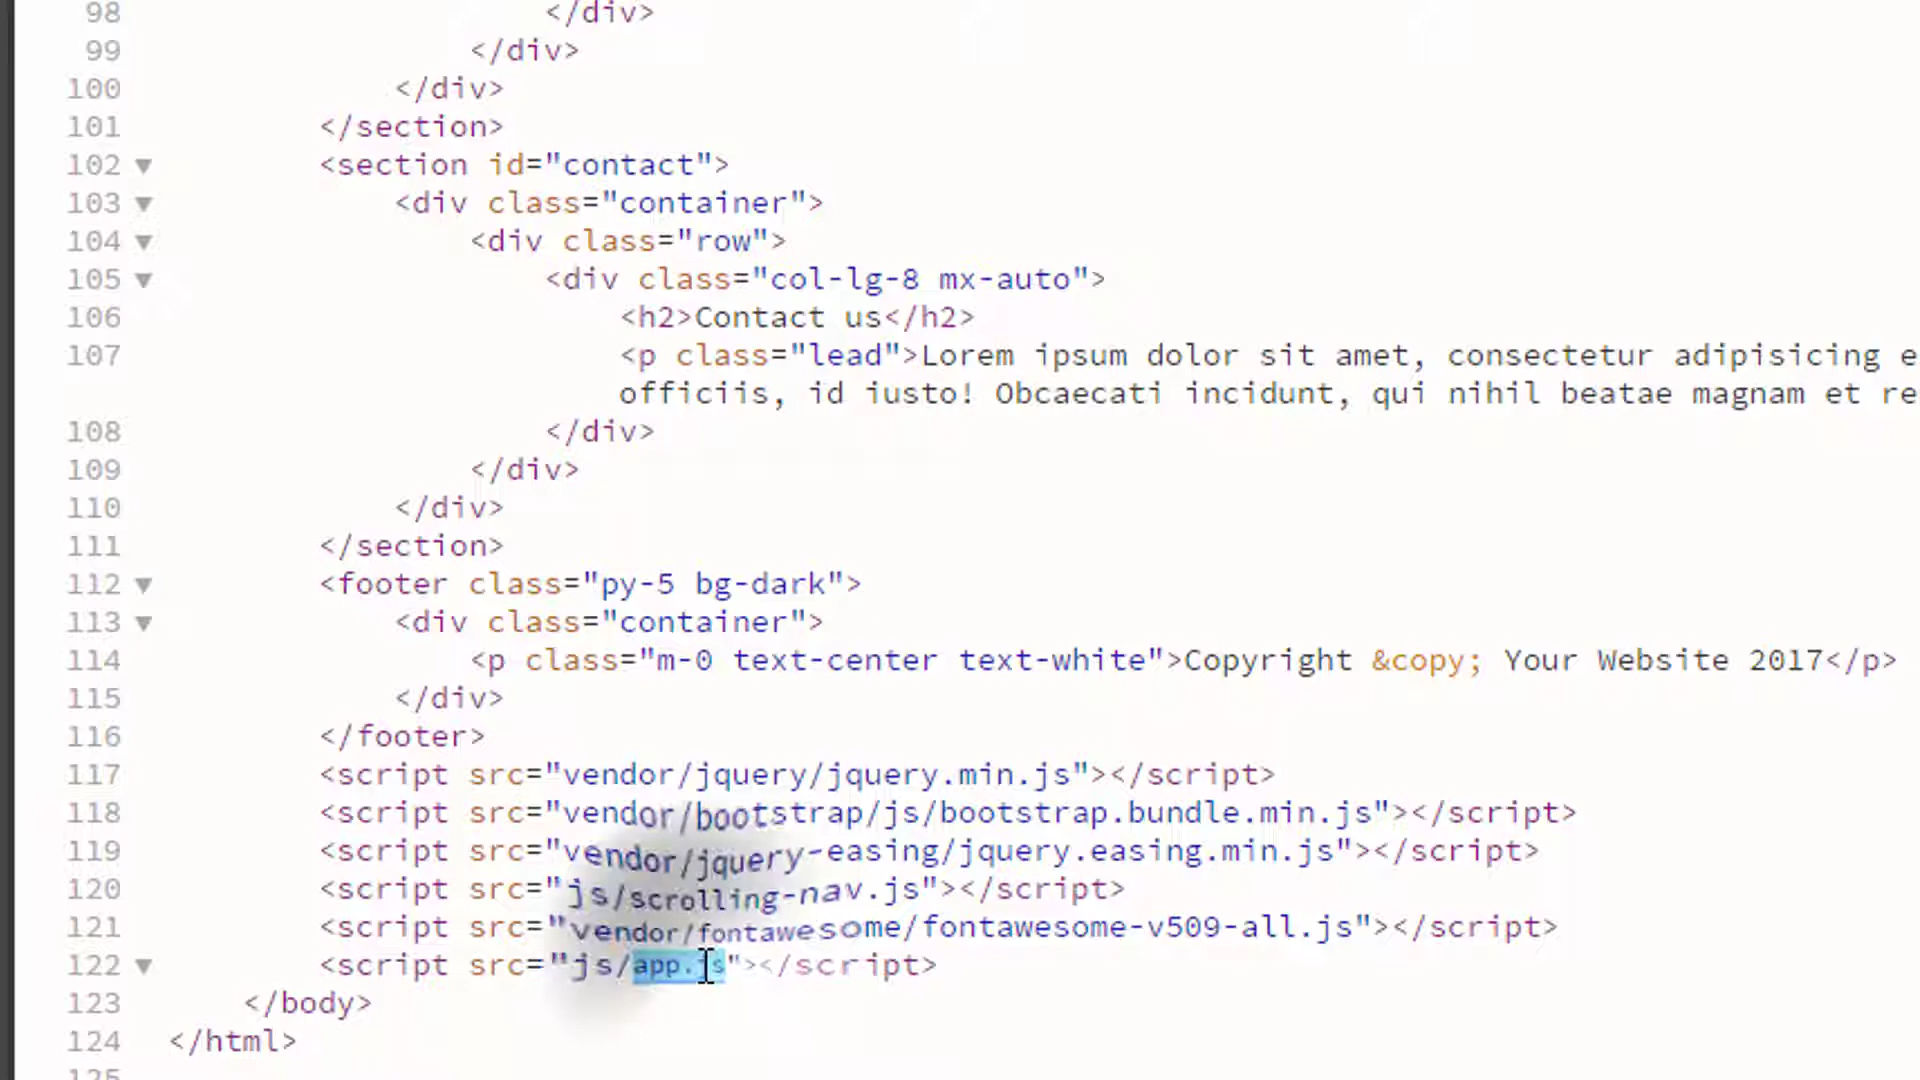 98 </div>
99 </div>
100 </div>
101 </section>
102 <section id="contact">
103 <div class="container">
104 <div class="row">
105 <div class="col-lg-8 mx-auto">
106 <h2>Contact us</h2>
107 <p class="lead">Lorem ipsum dolor sit amet, consectetur adipisicing e
officiis, id iusto! Obcaecati incidunt, qui nihil beatae magnam et re
108 </div>
109 </div>
110 </div>
111 </section>
112 <footer class="py-5 bg-dark">
113 <div class="container">
114 <p class="m-0 text-center text-white">Copyright &copy; Your Website 2017</p>
115 </div>
116 </footer>
117 <script src="vendor/jquery/jquery.min.js"></script>
118 <script src="vendor/bootstrap/js/bootstrap.bundle.min.js"></script>
119 <script src="vendor/jquery-easing/jquery.easing.min.js"></script>
120 <script src="js/scrolling-nav.js"></script>
121 <script src="vendor/fontawesome/fontawesome-v509-all.js"></script>
122 <script src="js/app.js"></script>
123 </body>
124 </html>
125